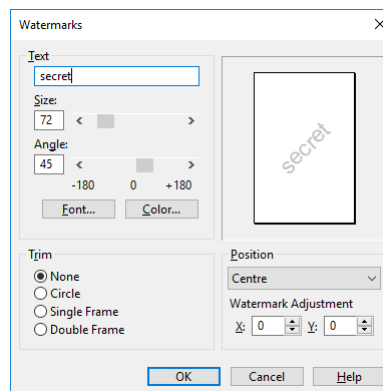 Watermarks
Text
secret
Size:
72
Angle:
45
-180 0 +180
Font... Color...
secret
Trim
None
Circle
Single Frame
Double Frame
Position
Centre
Watermark Adjustment
X: 0 Y: 0
OK Cancel Help